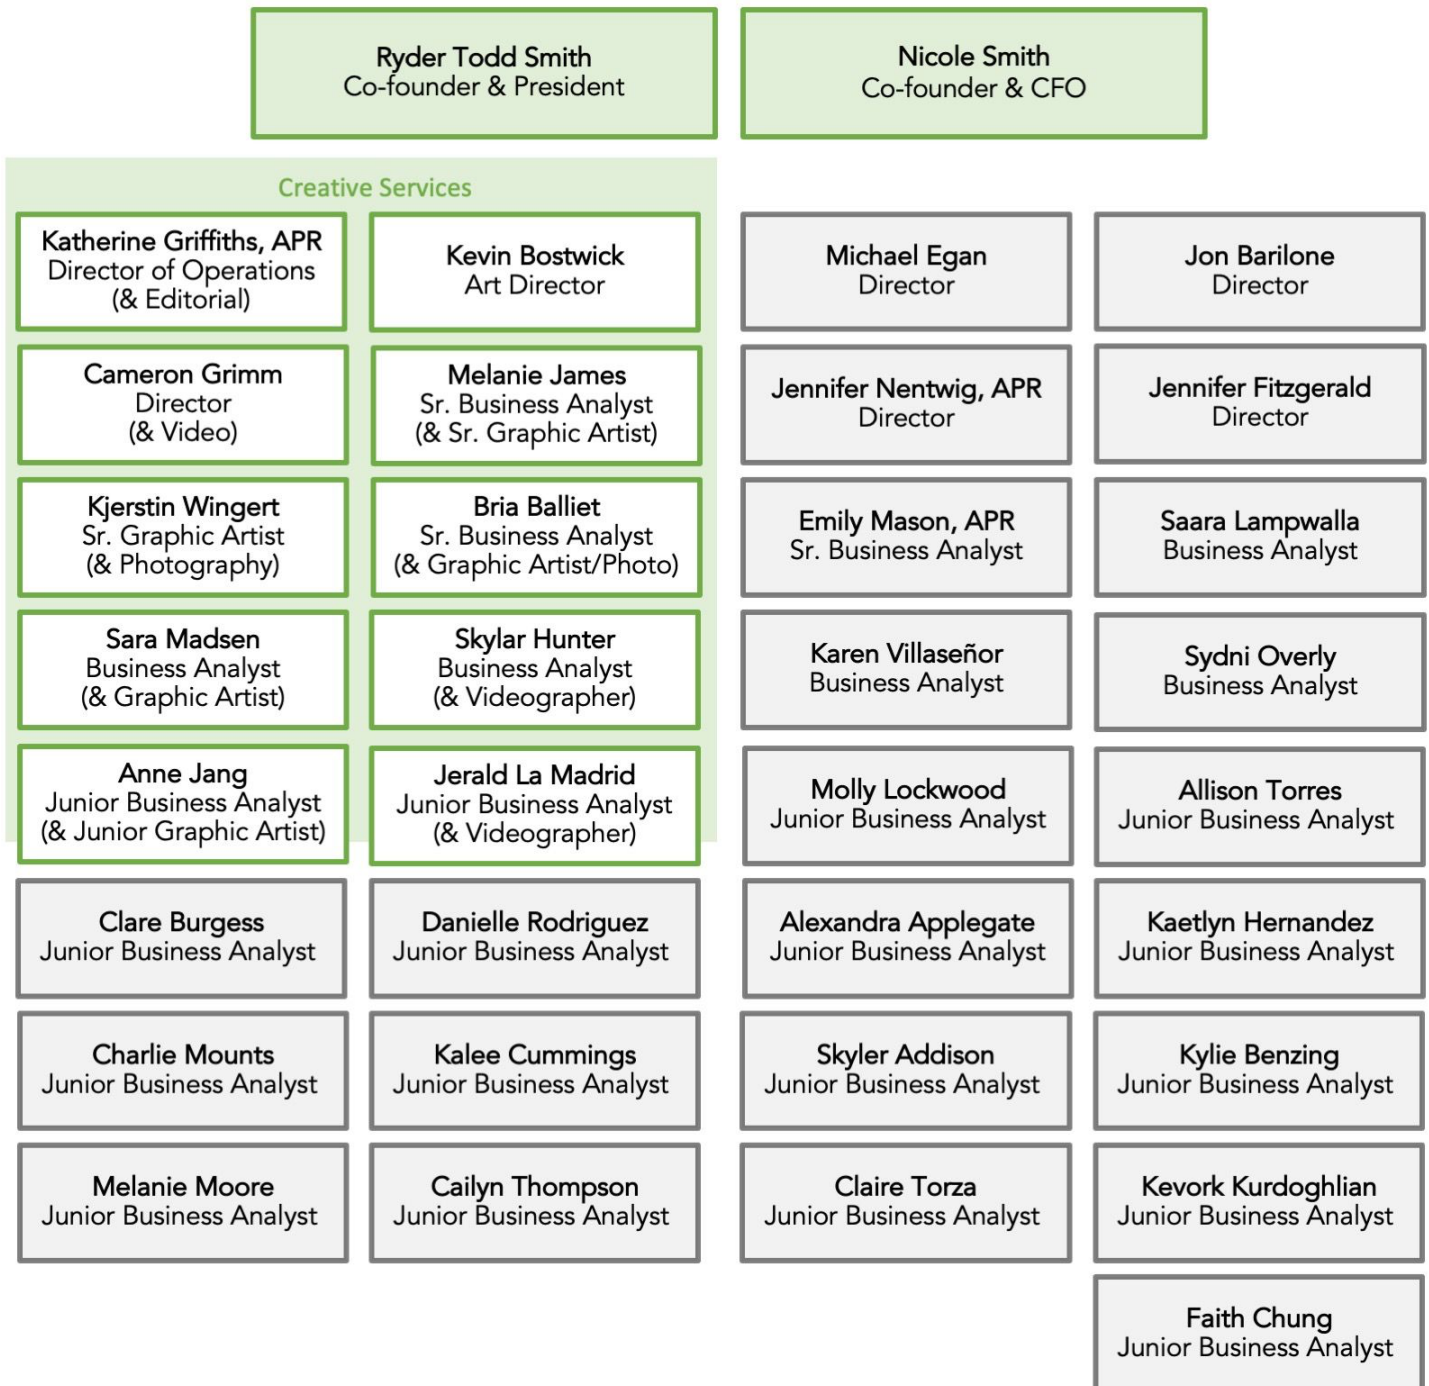 Ryder Todd Smith
Co-founder & President
Nicole Smith
Co-founder & CFO
Creative Services
Katherine Griffiths, APR
Director of Operations
(& Editorial)
Kevin Bostwick
Art Director
Michael Egan
Director
Jon Barilone
Director
Cameron Grimm
Director
(& Video)
Melanie James
Sr. Business Analyst
(& Sr. Graphic Artist)
Jennifer Nentwig, APR
Director
Jennifer Fitzgerald
Director
Kjerstin Wingert
Sr. Graphic Artist
(& Photography)
Bria Balliet
Sr. Business Analyst
(& Graphic Artist/Photo)
Emily Mason, APR
Sr. Business Analyst
Saara Lampwalla
Business Analyst
Sara Madsen
Business Analyst
(& Graphic Artist)
Skylar Hunter
Business Analyst
(& Videographer)
Karen Villaseñor
Business Analyst
Sydni Overly
Business Analyst
Anne Jang
Junior Business Analyst
(& Junior Graphic Artist)
Jerald La Madrid
Junior Business Analyst
(& Videographer)
Molly Lockwood
Junior Business Analyst
Allison Torres
Junior Business Analyst
Clare Burgess
Junior Business Analyst
Danielle Rodriguez
Junior Business Analyst
Alexandra Applegate
Junior Business Analyst
Kaetlyn Hernandez
Junior Business Analyst
Charlie Mounts
Junior Business Analyst
Kalee Cummings
Junior Business Analyst
Skyler Addison
Junior Business Analyst
Kylie Benzing
Junior Business Analyst
Melanie Moore
Junior Business Analyst
Cailyn Thompson
Junior Business Analyst
Claire Torza
Junior Business Analyst
Kevork Kurdoghlian
Junior Business Analyst
Faith Chung
Junior Business Analyst